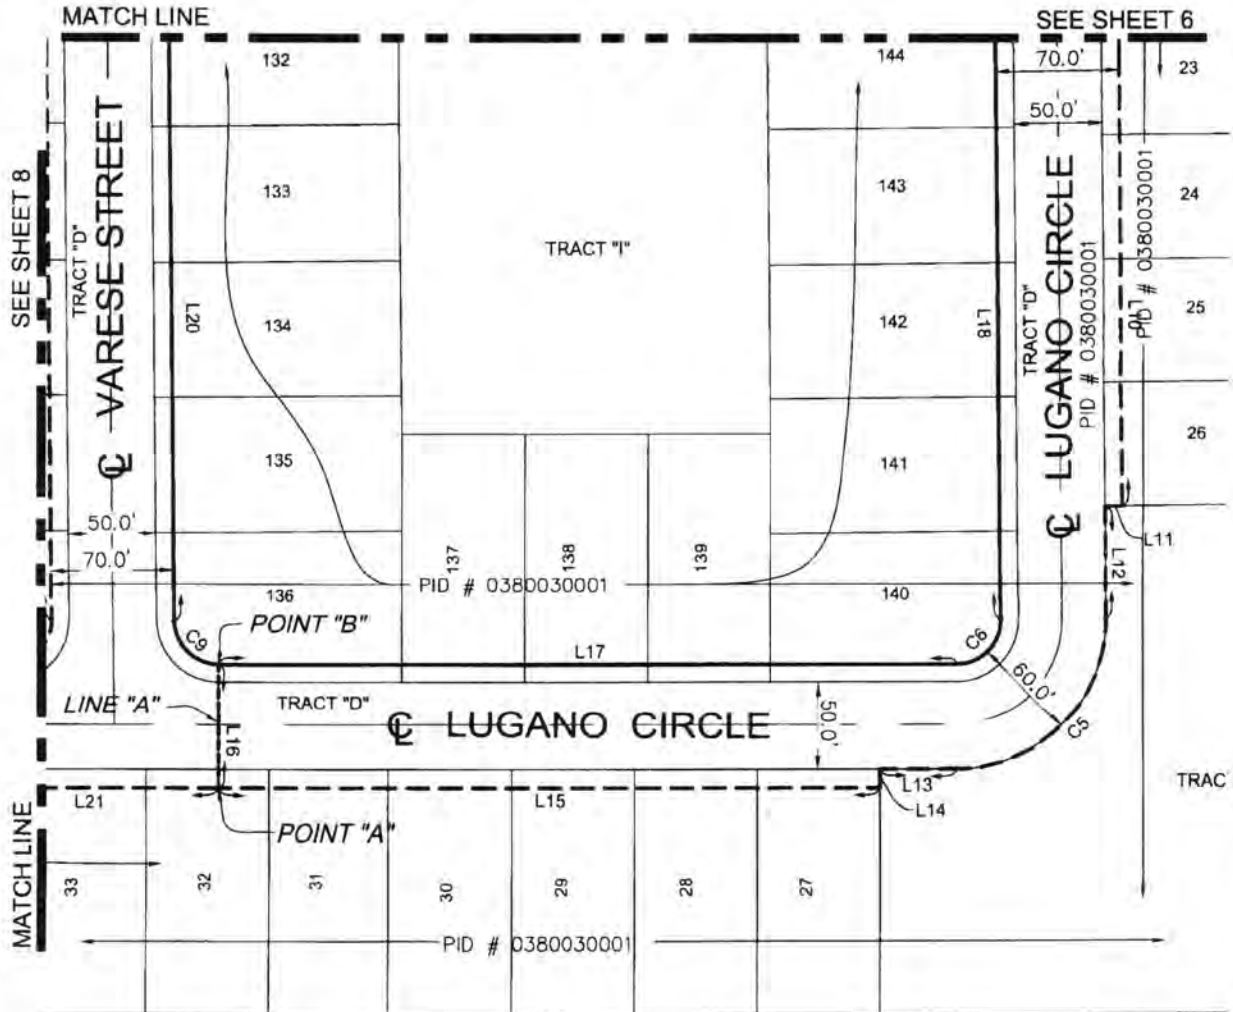 MATCH LINE
SEE SHEET 6
132
144
70.0'
23
50.0'
SEE SHEET 8
TRACT "D"
VARESE STREET
133
143
TRACT "I"
LUGANO CIRCLE
PID # 0380030001
PID # 0380030001
24
L20
134
142
L18
TRACT "D"
L10
25
135
141
26
CL
CL
50.0'
70.0'
137
138
139
L11
L12
PID # 0380030001
136
140
POINT "B"
C9
L17
C6
60.0'
LINE "A"
TRACT "D"
CL LUGANO CIRCLE
50.0'
C5
L16
L13
L14
TRAC
L21
L15
POINT "A"
MATCH LINE
33
32
31
30
29
28
27
PID # 0380030001